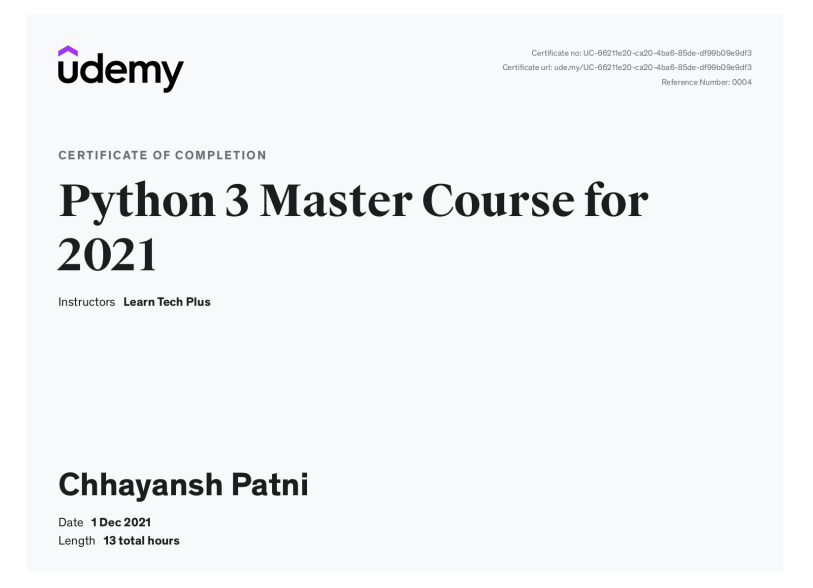 udemy
Certificate no: UC-66211e20-ca20-4ba6-85de-df99b09e9df3
Certificate url: ude.my/UC-66211e20-ca20-4ba6-85de-df99b09e9df3
Reference Number: 0004
CERTIFICATE OF COMPLETION
Python 3 Master Course for
2021
Instructors Learn Tech Plus
Chhayansh Patni
Date 1 Dec 2021
Length 13 total hours